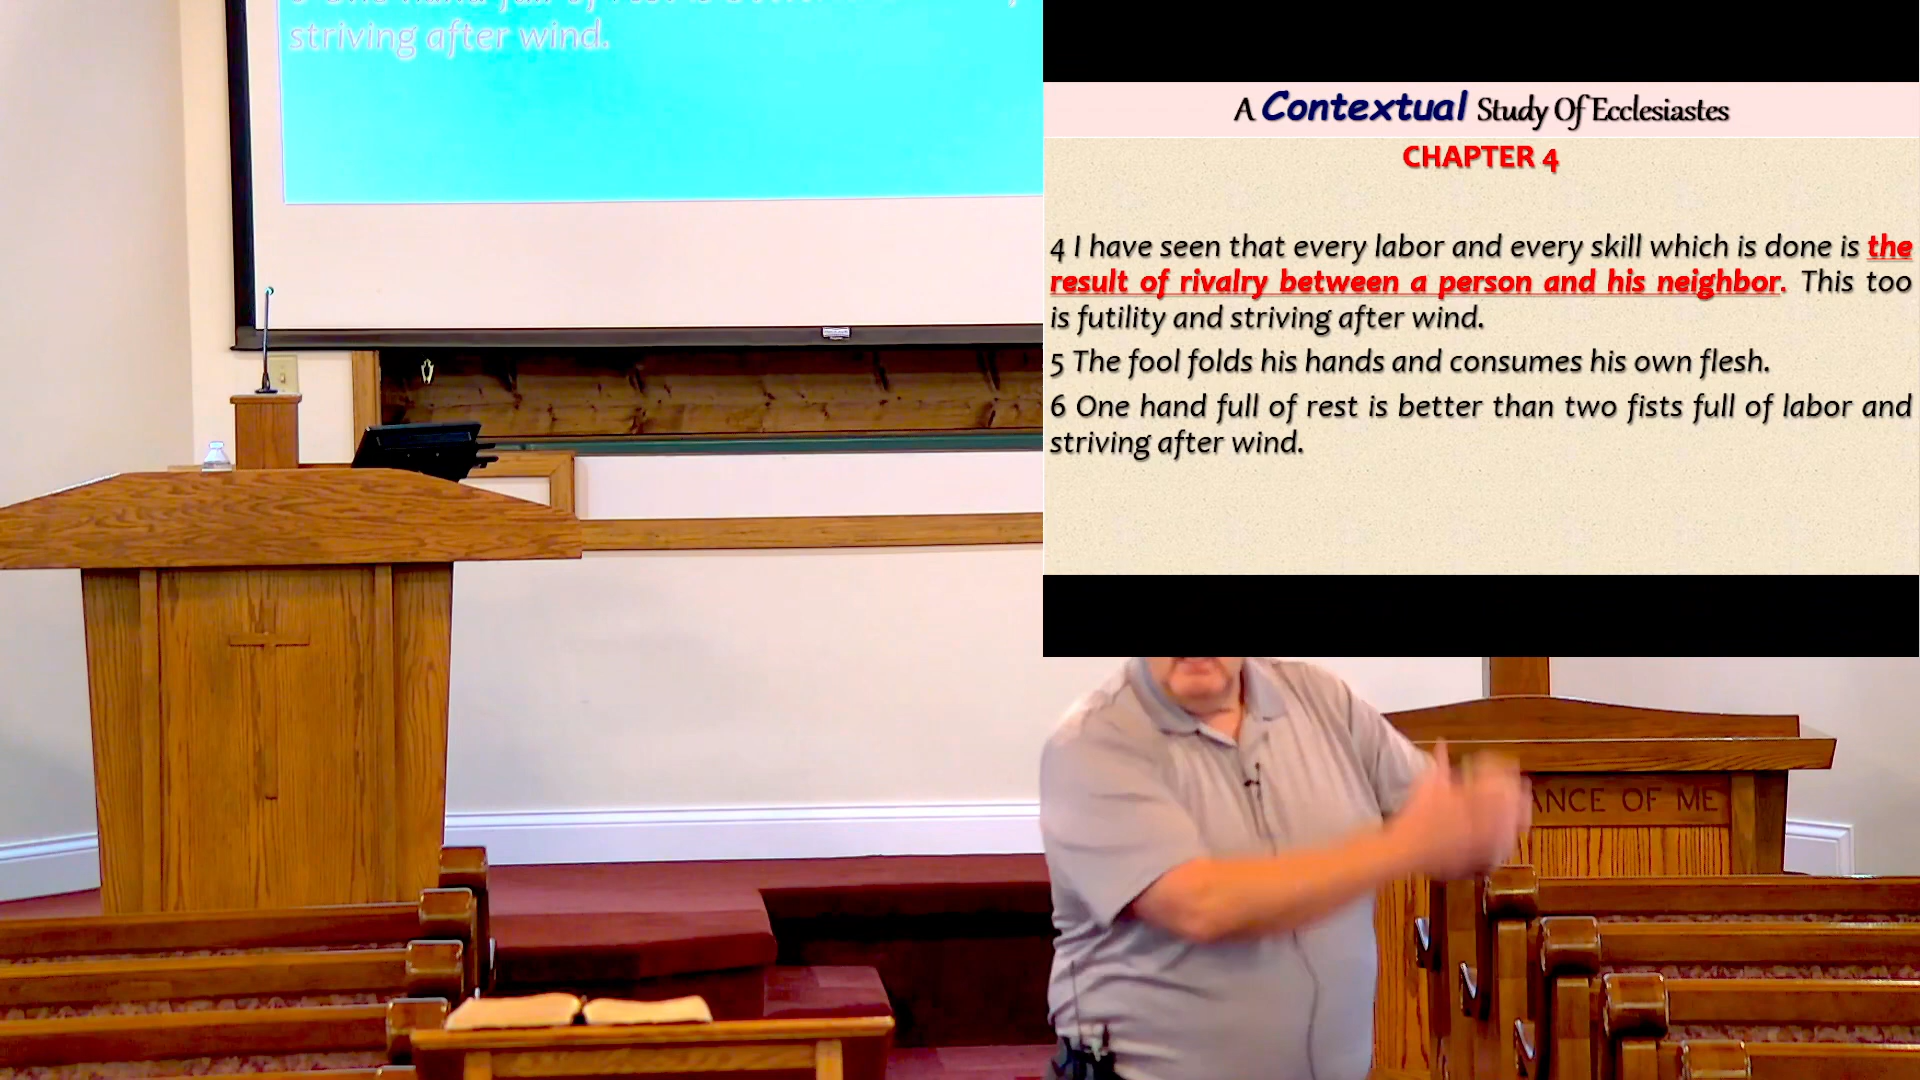 striving after wind.
A Contextual Study Of Ecclesiastes
CHAPTER 4
4 I have seen that every labor and every skill which is done is the
result of rivalry between a person and his neighbor. This too
is futility and striving after wind.
5 The fool folds his hands and consumes his own flesh.
6 One hand full of rest is better than two fists full of labor and
striving after wind.
OF ME